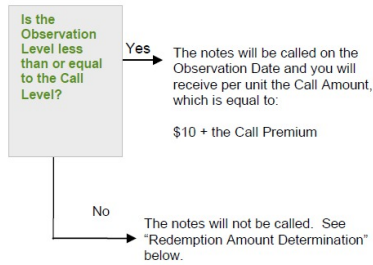 Is the
Observation
Level less
than or equal
to the Call
Level?
Yes
The notes will be called on the
Observation Date and you will
receive per unit the Call Amount,
which is equal to:
$10 + the Call Premium
No
The notes will not be called.  See
“Redemption Amount Determination”
below.